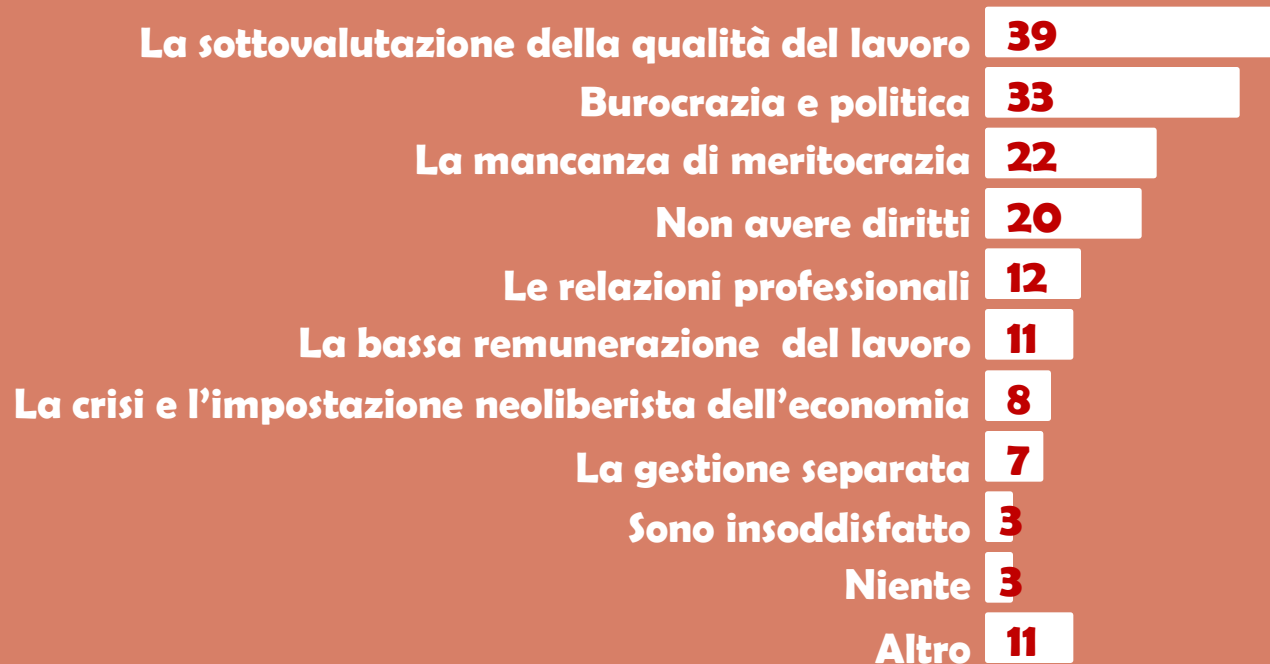 La sottovalutazione della qualità del lavoro 39
Burocrazia e politica 33
La mancanza di meritocrazia 22
Non avere diritti 20
Le relazioni professionali 12
La bassa remunerazione  del lavoro 11
La crisi e l’impostazione neoliberista dell’economia 8
La gestione separata 7
Sono insoddisfatto 3
Niente 3
Altro 11